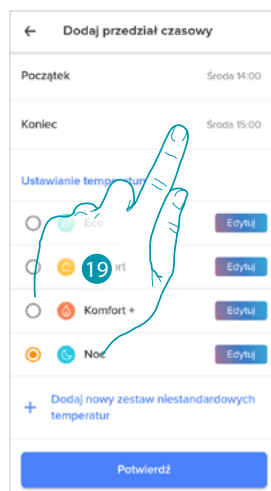 ← Dodaj przedział czasowy
Początek Środa 14:00
Koniec Środa 15:00
Ustawianie temperatur
Eco Edytuj
19 Edytuj
Komfort + Edytuj
Noc Edytuj
+ Dodaj nowy zestaw niestandardowych
temperatur
Potwierdź